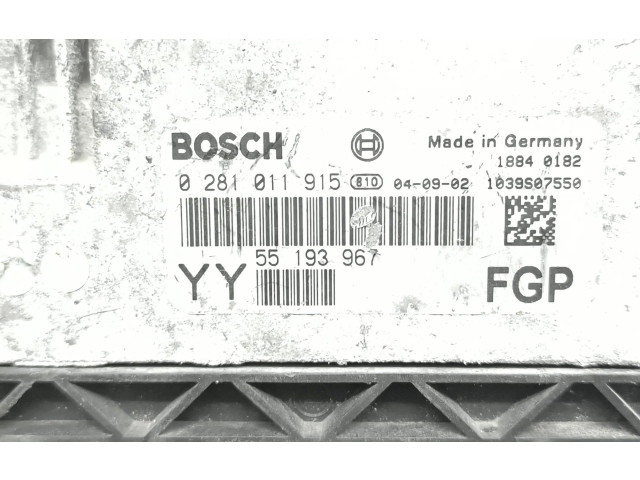 BOSCH
Made in Germany
1884 0182
0 281 011 915 810 04-09-02 1039S07550
55 193 967
YY FGP